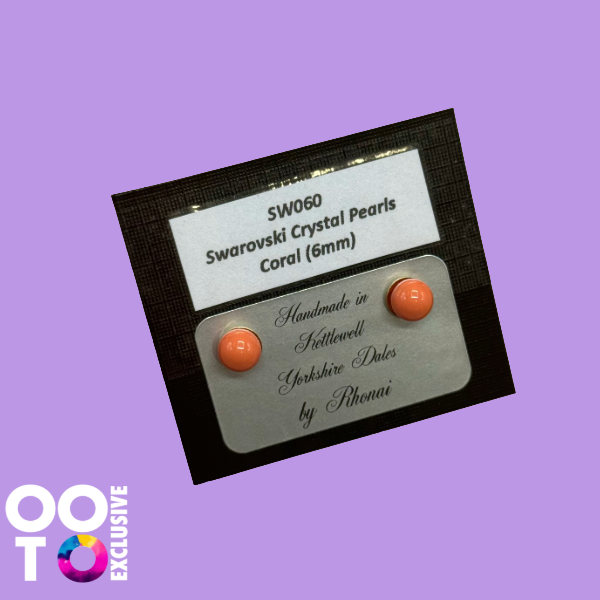 SW060
Swarovski Crystal Pearls
Coral (6mm)
Handmade in
Kettlewell
Yorkshire Dales
by Rhonai
OO
TO
EXCLUSIVE